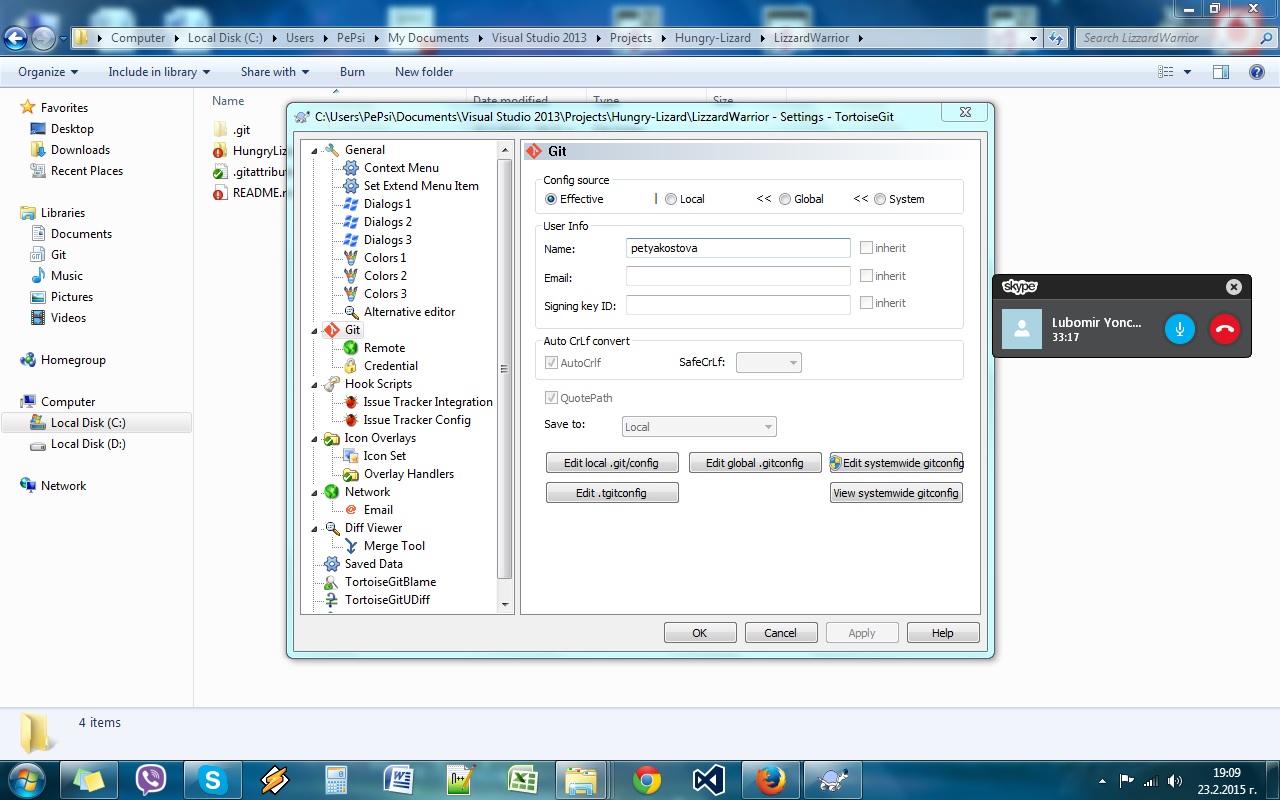 Computer ▸ Local Disk (C:) ▸ Users ▸ PePsi ▸ My Documents ▸ Visual Studio 2013 ▸ Projects ▸ Hungry-Lizard ▸ LizzardWarrior ▸
Search LizzardWarrior
Organize Include in library Share with Burn New folder
Favorites
Desktop
Downloads
Recent Places
Libraries
Documents
Git
Music
Pictures
Videos
Homegroup
Computer
Local Disk (C:)
Local Disk (D:)
Network
Name Date modified Type Size
.git
HungryLiz
.gitattribu
README.
C:\Users\PePsi\Documents\Visual Studio 2013\Projects\Hungry-Lizard\LizzardWarrior - Settings - TortoiseGit
General
Context Menu
Set Extend Menu Item
Dialogs 1
Dialogs 2
Dialogs 3
Colors 1
Colors 2
Colors 3
Alternative editor
Git
Remote
Credential
Hook Scripts
Issue Tracker Integration
Issue Tracker Config
Icon Overlays
Icon Set
Overlay Handlers
Network
Email
Diff Viewer
Merge Tool
Saved Data
TortoiseGitBlame
TortoiseGitUDiff
Git
Config source
Effective | Local << Global << System
User Info
Name: petyakostova inherit
Email: inherit
Signing key ID: inherit
Auto CrLf convert
AutoCrlf SafeCrLf:
QuotePath
Save to: Local
Edit local .git/config Edit global .gitconfig Edit systemwide gitconfig
Edit .tgitconfig View systemwide gitconfig
OK Cancel Apply Help
skype
Lubomir Yonc...
33:17
4 items
19:09
23.2.2015 г.